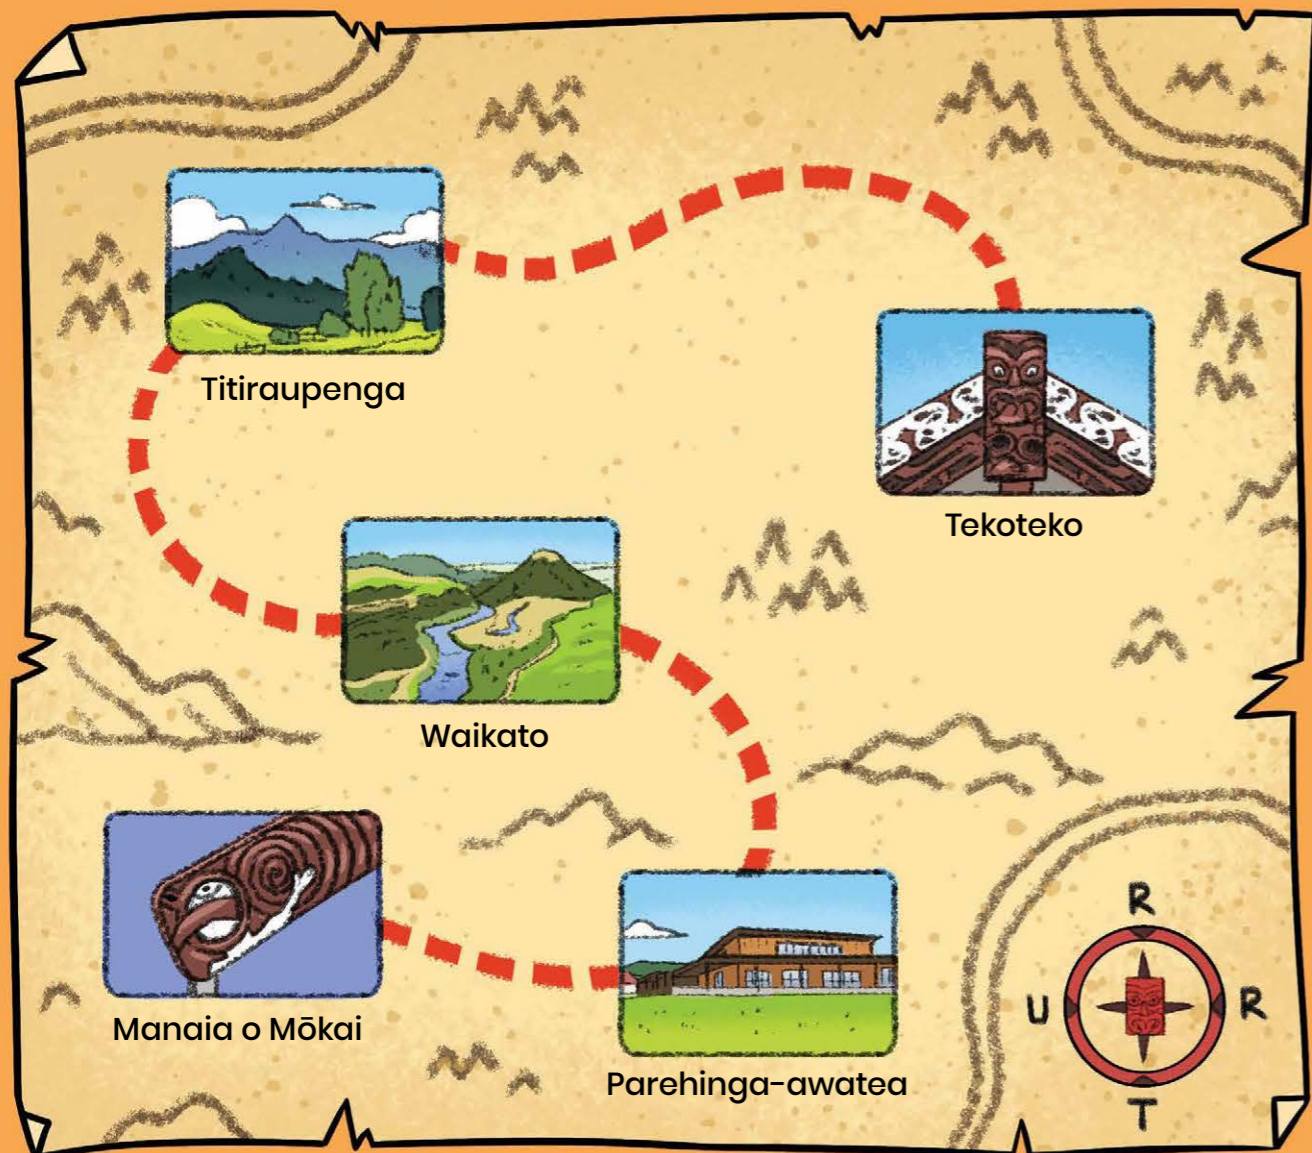 Titiraupenga
Tekoteko
Waikato
Manaia o Mōkai
Parehinga-awatea
R
U
R
T